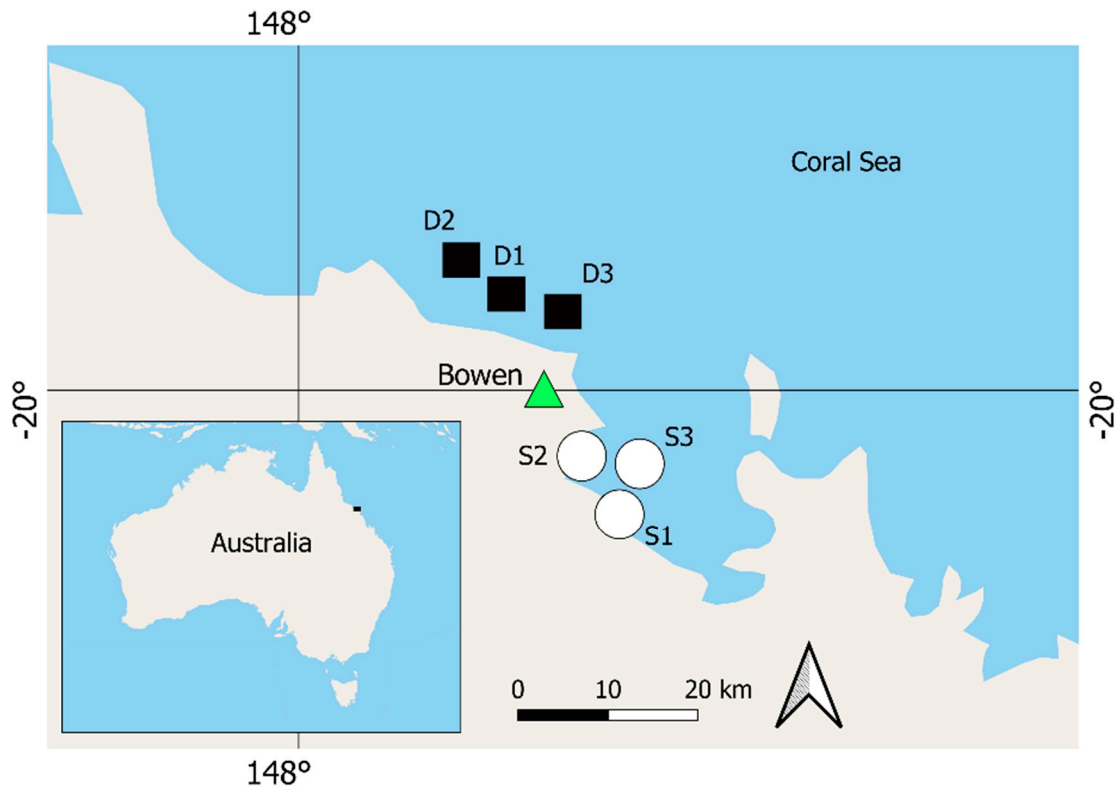 148°
Coral Sea
D2
D1
D3
Bowen
-20°
-20°
S2
S3
S1
Australia
0 10 20 km
148°